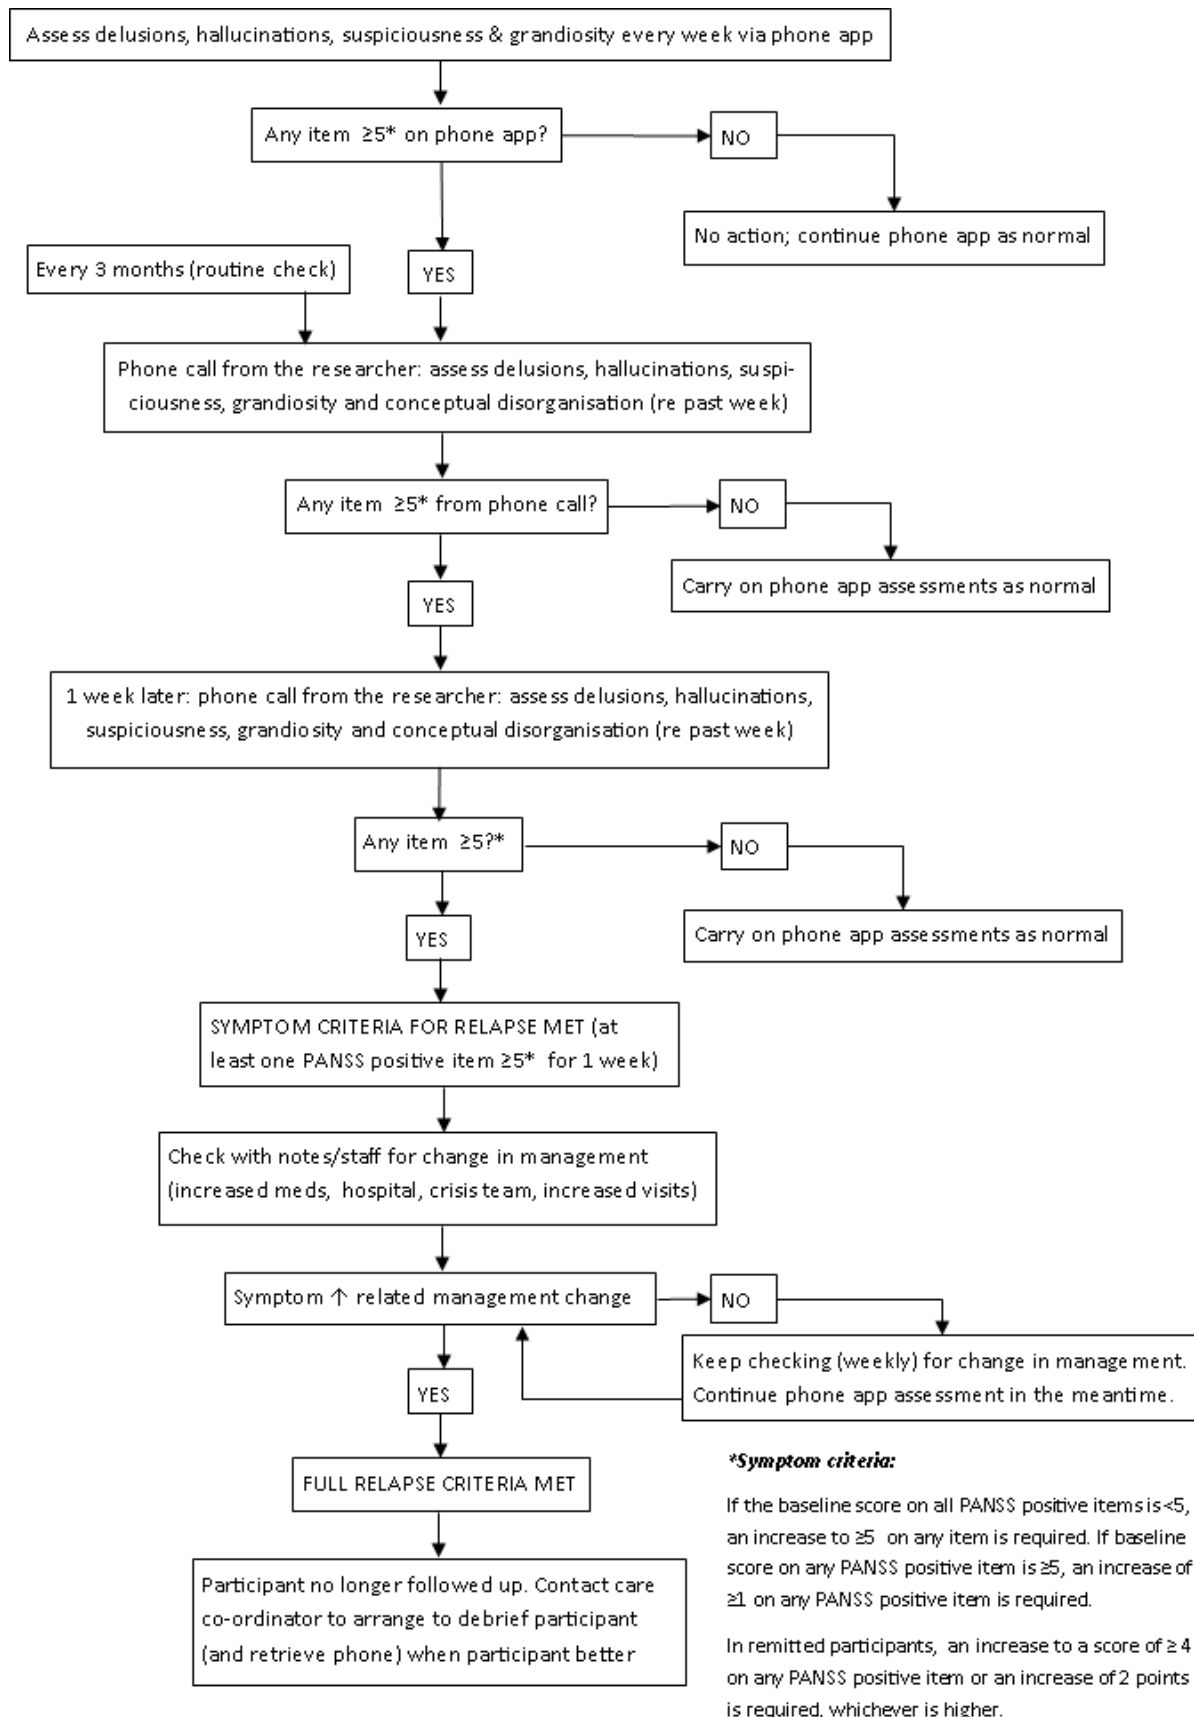 Assess delusions, hallucinations, suspiciousness & grandiosity every week via phone app
Any item ≥5* on phone app?
NO
No action; continue phone app as normal
YES
Every 3 months (routine check)
Phone call from the researcher: assess delusions, hallucinations, suspi-
ciousness, grandiosity and conceptual disorganisation (re past week)
Any item ≥5* from phone call?
NO
Carry on phone app assessments as normal
YES
1 week later: phone call from the researcher: assess delusions, hallucinations,
suspiciousness, grandiosity and conceptual disorganisation (re past week)
Any item ≥5?*
NO
Carry on phone app assessments as normal
YES
SYMPTOM CRITERIA FOR RELAPSE MET (at
least one PANSS positive item ≥5* for 1 week)
Check with notes/staff for change in management
(increased meds, hospital, crisis team, increased visits)
Symptom ↑ related management change
NO
Keep checking (weekly) for change in management.
Continue phone app assessment in the meantime.
YES
FULL RELAPSE CRITERIA MET
Participant no longer followed up. Contact care
co-ordinator to arrange to debrief participant
(and retrieve phone) when participant better
*Symptom criteria:
If the baseline score on all PANSS positive items is <5,
an increase to ≥5 on any item is required. If baseline
score on any PANSS positive item is ≥5, an increase of
≥1 on any PANSS positive item is required.
In remitted participants, an increase to a score of ≥ 4
on any PANSS positive item or an increase of 2 points
is required, whichever is higher.